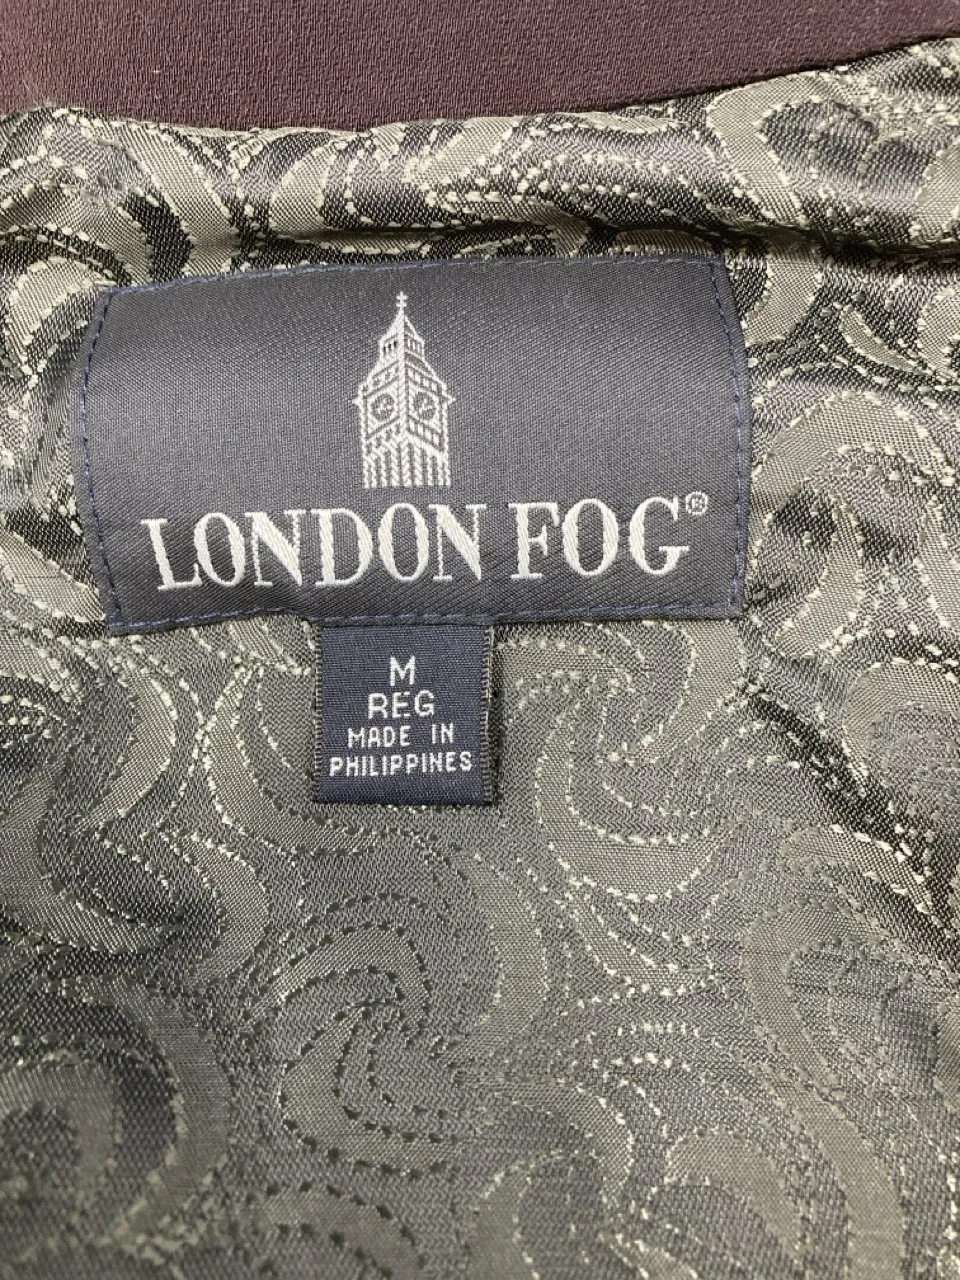 LONDON FOG®
M
REG
MADE IN
PHILIPPINES